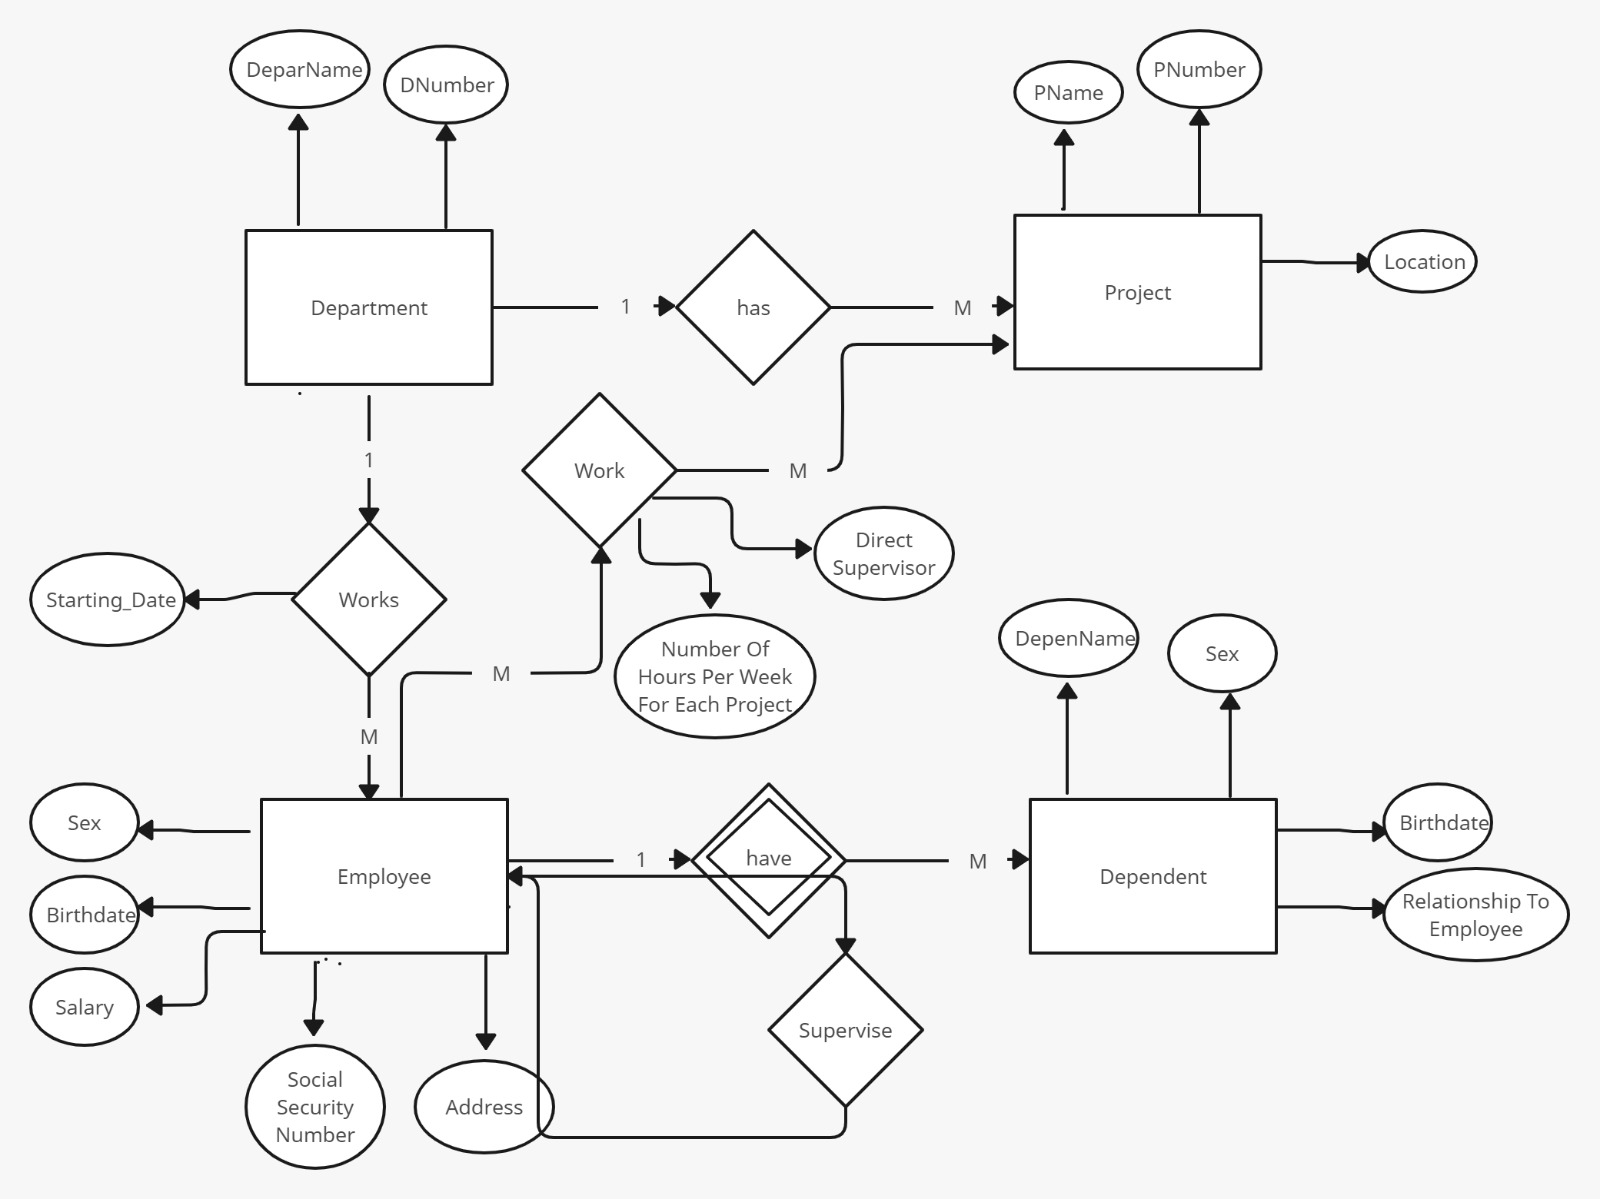 DeparName
DNumber
PName
PNumber
Department
1
has
M
Project
Location
1
Work
M
Works
Starting_Date
M
Direct
Supervisor
Number Of
Hours Per Week
For Each Project
M
DepenName
Sex
Sex
Birthdate
Salary
Employee
1
have
M
Dependent
Birthdate
Relationship To
Employee
Supervise
Social
Security
Number
Address